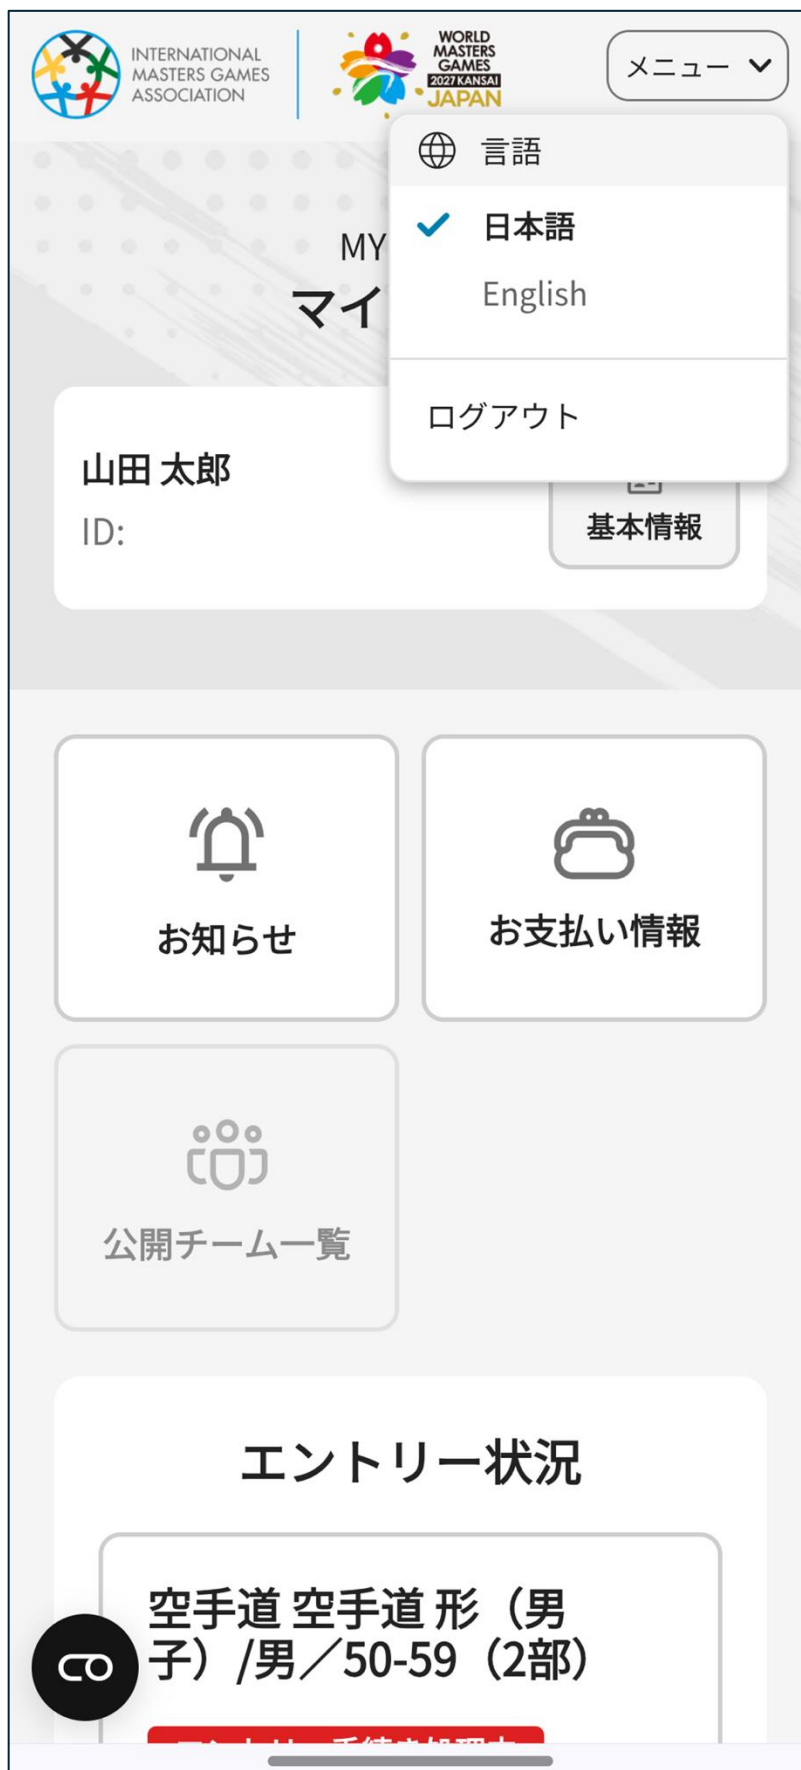 INTERNATIONAL
MASTERS GAMES
ASSOCIATION
WORLD
MASTERS
GAMES
2027 KANSAI
JAPAN
メニュー
言語
日本語
English
ログアウト
MY
マイ
山田 太郎
ID:
基本情報
お知らせ
お支払い情報
公開チーム一覧
エントリー状況
空手道 空手道 形（男
子）/男／50-59（2部）